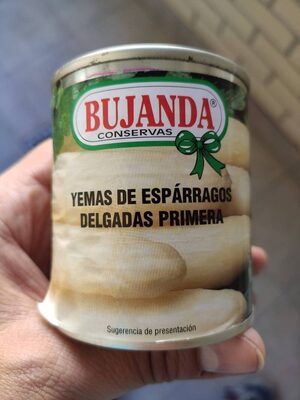 BUJANDA®
CONSERVAS
YEMAS DE ESPÁRRAGOS
DELGADAS PRIMERA
Sugerencia de presentación